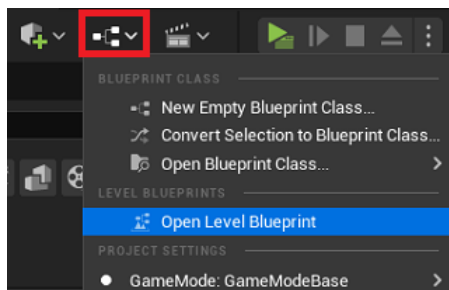 BLUEPRINT CLASS
New Empty Blueprint Class...
Convert Selection to Blueprint Class...
Open Blueprint Class...
LEVEL BLUEPRINTS
Open Level Blueprint
PROJECT SETTINGS
GameMode: GameModeBase